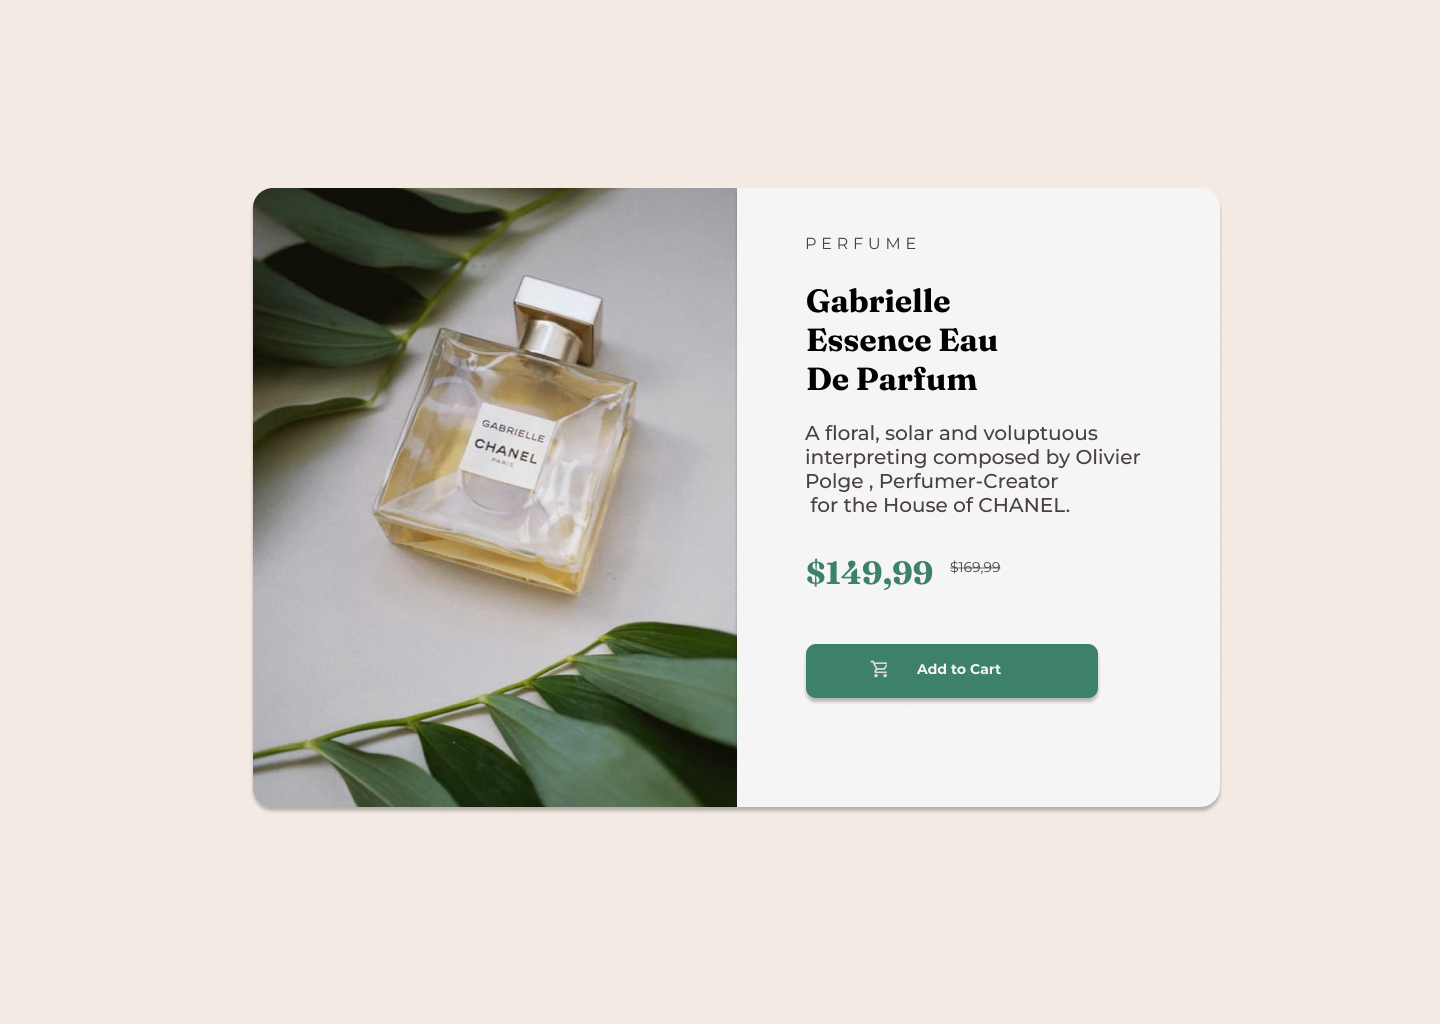 PERFUME
Gabrielle
Essence Eau
De Parfum
A floral, solar and voluptuous
interpreting composed by Olivier
Polge , Perfumer-Creator
for the House of CHANEL.
$149,99 $169,99
Add to Cart
GABRIELLE
CHANEL
PARIS